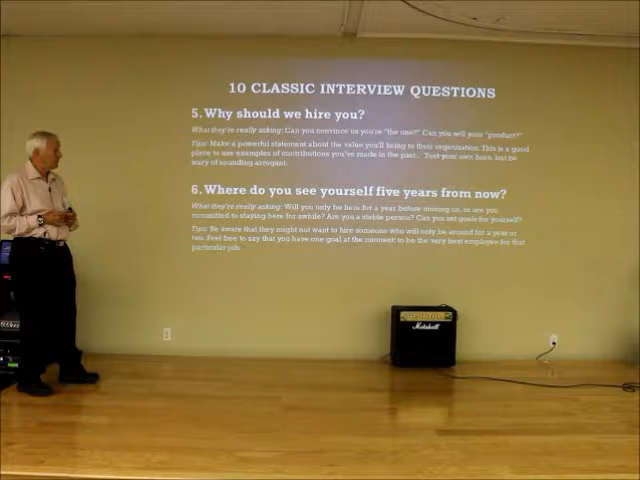 10 CLASSIC INTERVIEW QUESTIONS
5. Why should we hire you?
What they're really asking: Can you convince us you're "the one?" Can you sell your "product?"
Tips: Make a powerful statement about the value you'll bring to their organization. This is a good
place to use examples of contributions you've made in the past. Toot your own horn, but be
wary of sounding arrogant.
6. Where do you see yourself five years from now?
What they're really asking: Will you only be here for a year before moving on, or are you
committed to staying here for awhile? Are you a stable person? Can you set goals for yourself?
Tips: Be aware that they might not want to hire someone who will only be around for a year or
two. Feel free to say that you have one goal at the moment: to be the very best employee for that
particular job.
Marshall